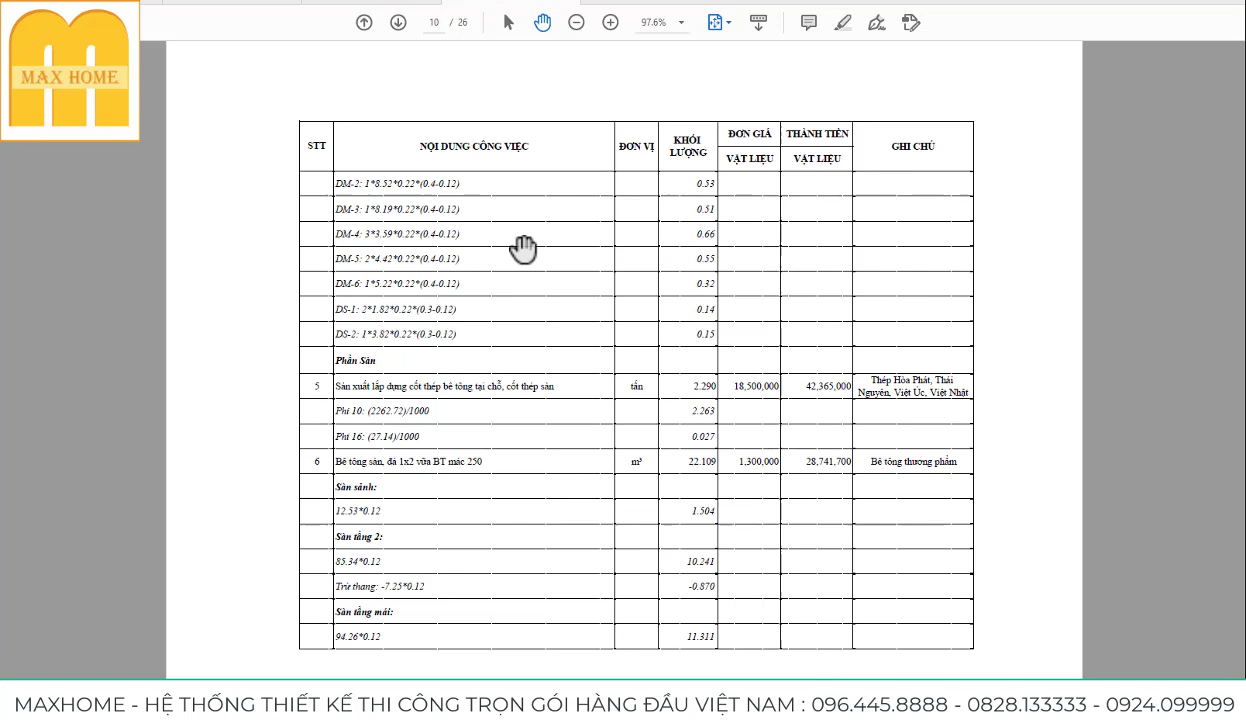 MAX HOME
10 / 26
97.6%
STT
NỘI DUNG CÔNG VIỆC
ĐƠN VỊ
KHỐI LƯỢNG
ĐƠN GIÁ
THÀNH TIỀN
GHI CHÚ
VẬT LIỆU
VẬT LIỆU
DM-2: 1*8.52*0.22*(0.4-0.12) 0.53
DM-3: 1*8.19*0.22*(0.4-0.12) 0.51
DM-4: 3*3.59*0.22*(0.4-0.12) 0.66
DM-5: 2*4.42*0.22*(0.4-0.12) 0.55
DM-6: 1*5.22*0.22*(0.4-0.12) 0.32
DS-1: 2*1.82*0.22*(0.3-0.12) 0.14
DS-2: 1*3.82*0.22*(0.3-0.12) 0.15
Phần Sàn
5 Sản xuất lắp dựng cốt thép bê tông tại chỗ, cốt thép sàn tấn 2.290 18,500,000 42,365,000 Thép Hòa Phát, Thái Nguyên, Việt Úc, Việt Nhật
Phi 10: (2262.72)/1000 2.263
Phi 16: (27.14)/1000 0.027
6 Bê tông sàn, đá 1x2 vữa BT mác 250 m³ 22.109 1,300,000 28,741,700 Bê tông thương phẩm
Sàn sảnh:
12.53*0.12 1.504
Sàn tầng 2:
85.34*0.12 10.241
Trừ thang: -7.25*0.12 -0.870
Sàn tầng mái:
94.26*0.12 11.311
MAXHOME - HỆ THỐNG THIẾT KẾ THI CÔNG TRỌN GÓI HÀNG ĐẦU VIỆT NAM : 096.445.8888 - 0828.133333 - 0924.099999